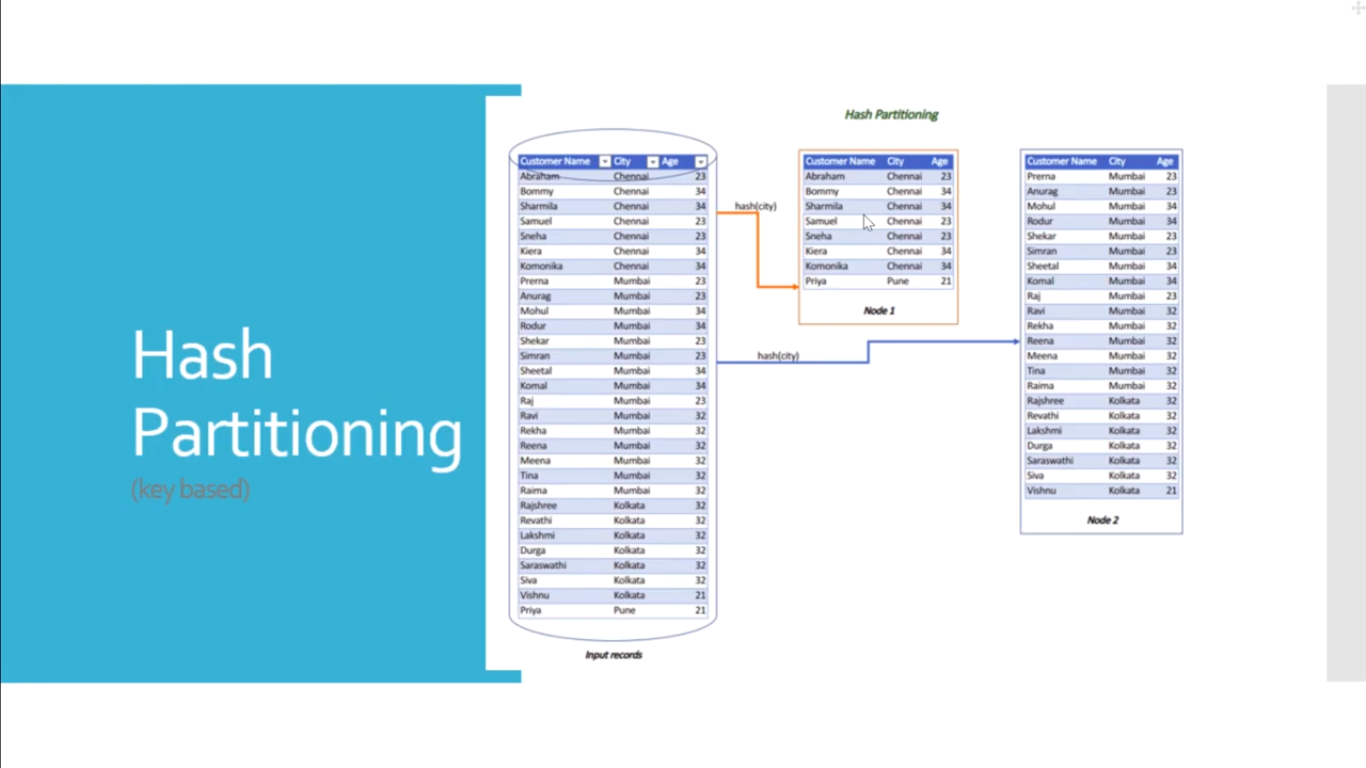 Hash
Partitioning
(key based)
Hash Partitioning
Customer Name City Age
Abraham Chennai 23
Bommy Chennai 34
Sharmila Chennai 34
Samuel Chennai 23
Sneha Chennai 23
Kiera Chennai 34
Komonika Chennai 34
Prerna Mumbai 23
Anurag Mumbai 23
Mohul Mumbai 34
Rodur Mumbai 34
Shekar Mumbai 23
Simran Mumbai 23
Sheetal Mumbai 34
Komal Mumbai 34
Raj Mumbai 23
Ravi Mumbai 32
Rekha Mumbai 32
Reena Mumbai 32
Meena Mumbai 32
Tina Mumbai 32
Raima Mumbai 32
Rajshree Kolkata 32
Revathi Kolkata 32
Lakshmi Kolkata 32
Durga Kolkata 32
Saraswathi Kolkata 32
Siva Kolkata 32
Vishnu Kolkata 21
Priya Pune 21
Input records
hash(city)
hash(city)
Customer Name City Age
Abraham Chennai 23
Bommy Chennai 34
Sharmila Chennai 34
Samuel Chennai 23
Sneha Chennai 23
Kiera Chennai 34
Komonika Chennai 34
Priya Pune 21
Node 1
Customer Name City Age
Prerna Mumbai 23
Anurag Mumbai 23
Mohul Mumbai 34
Rodur Mumbai 34
Shekar Mumbai 23
Simran Mumbai 23
Sheetal Mumbai 34
Komal Mumbai 34
Raj Mumbai 23
Ravi Mumbai 32
Rekha Mumbai 32
Reena Mumbai 32
Meena Mumbai 32
Tina Mumbai 32
Raima Mumbai 32
Rajshree Kolkata 32
Revathi Kolkata 32
Lakshmi Kolkata 32
Durga Kolkata 32
Saraswathi Kolkata 32
Siva Kolkata 32
Vishnu Kolkata 21
Node 2